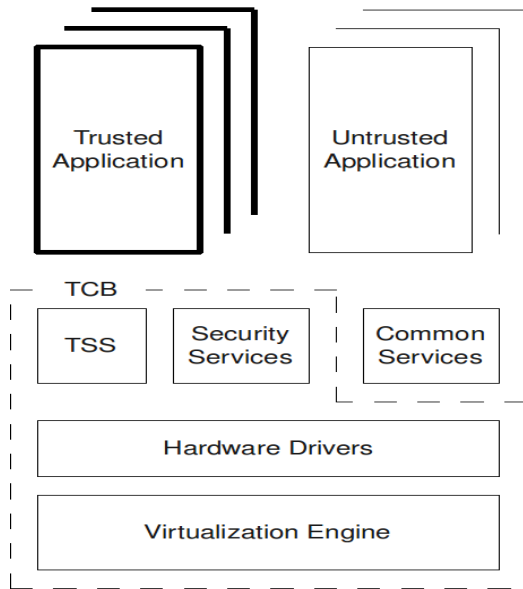 Trusted
Application
Untrusted
Application
TCB
TSS
Security
Services
Common
Services
Hardware Drivers
Virtualization Engine